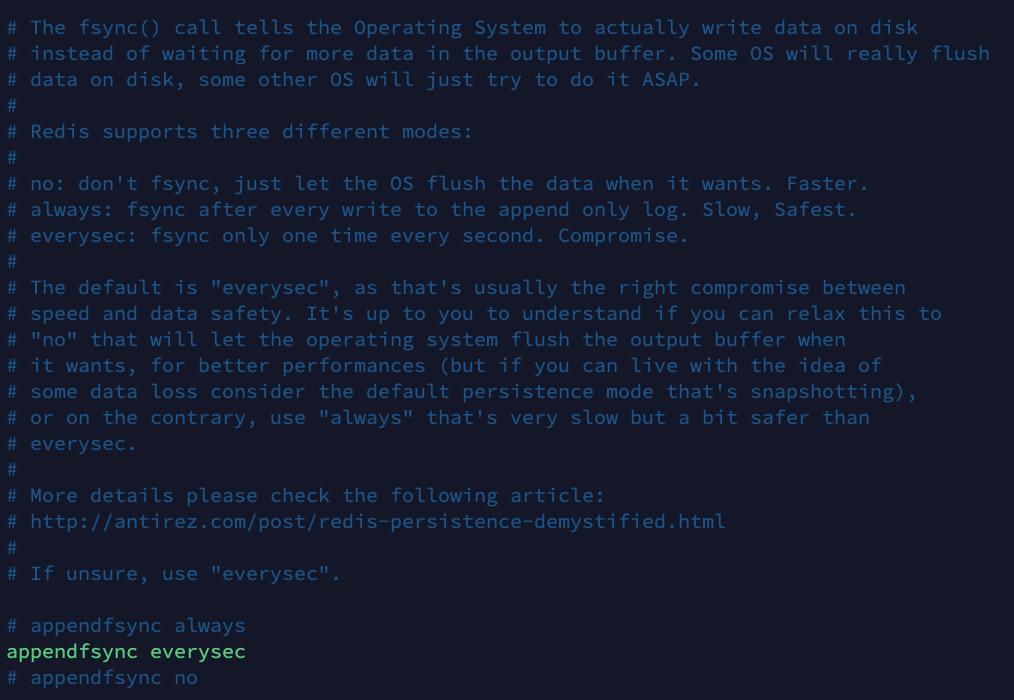 # The fsync() call tells the Operating System to actually write data on disk
# instead of waiting for more data in the output buffer. Some OS will really flush
# data on disk, some other OS will just try to do it ASAP.
#
# Redis supports three different modes:
#
# no: don't fsync, just let the OS flush the data when it wants. Faster.
# always: fsync after every write to the append only log. Slow, Safest.
# everysec: fsync only one time every second. Compromise.
#
# The default is "everysec", as that's usually the right compromise between
# speed and data safety. It's up to you to understand if you can relax this to
# "no" that will let the operating system flush the output buffer when
# it wants, for better performances (but if you can live with the idea of
# some data loss consider the default persistence mode that's snapshotting),
# or on the contrary, use "always" that's very slow but a bit safer than
# everysec.
#
# More details please check the following article:
# http://antirez.com/post/redis-persistence-demystified.html
#
# If unsure, use "everysec".

# appendfsync always
appendfsync everysec
# appendfsync no